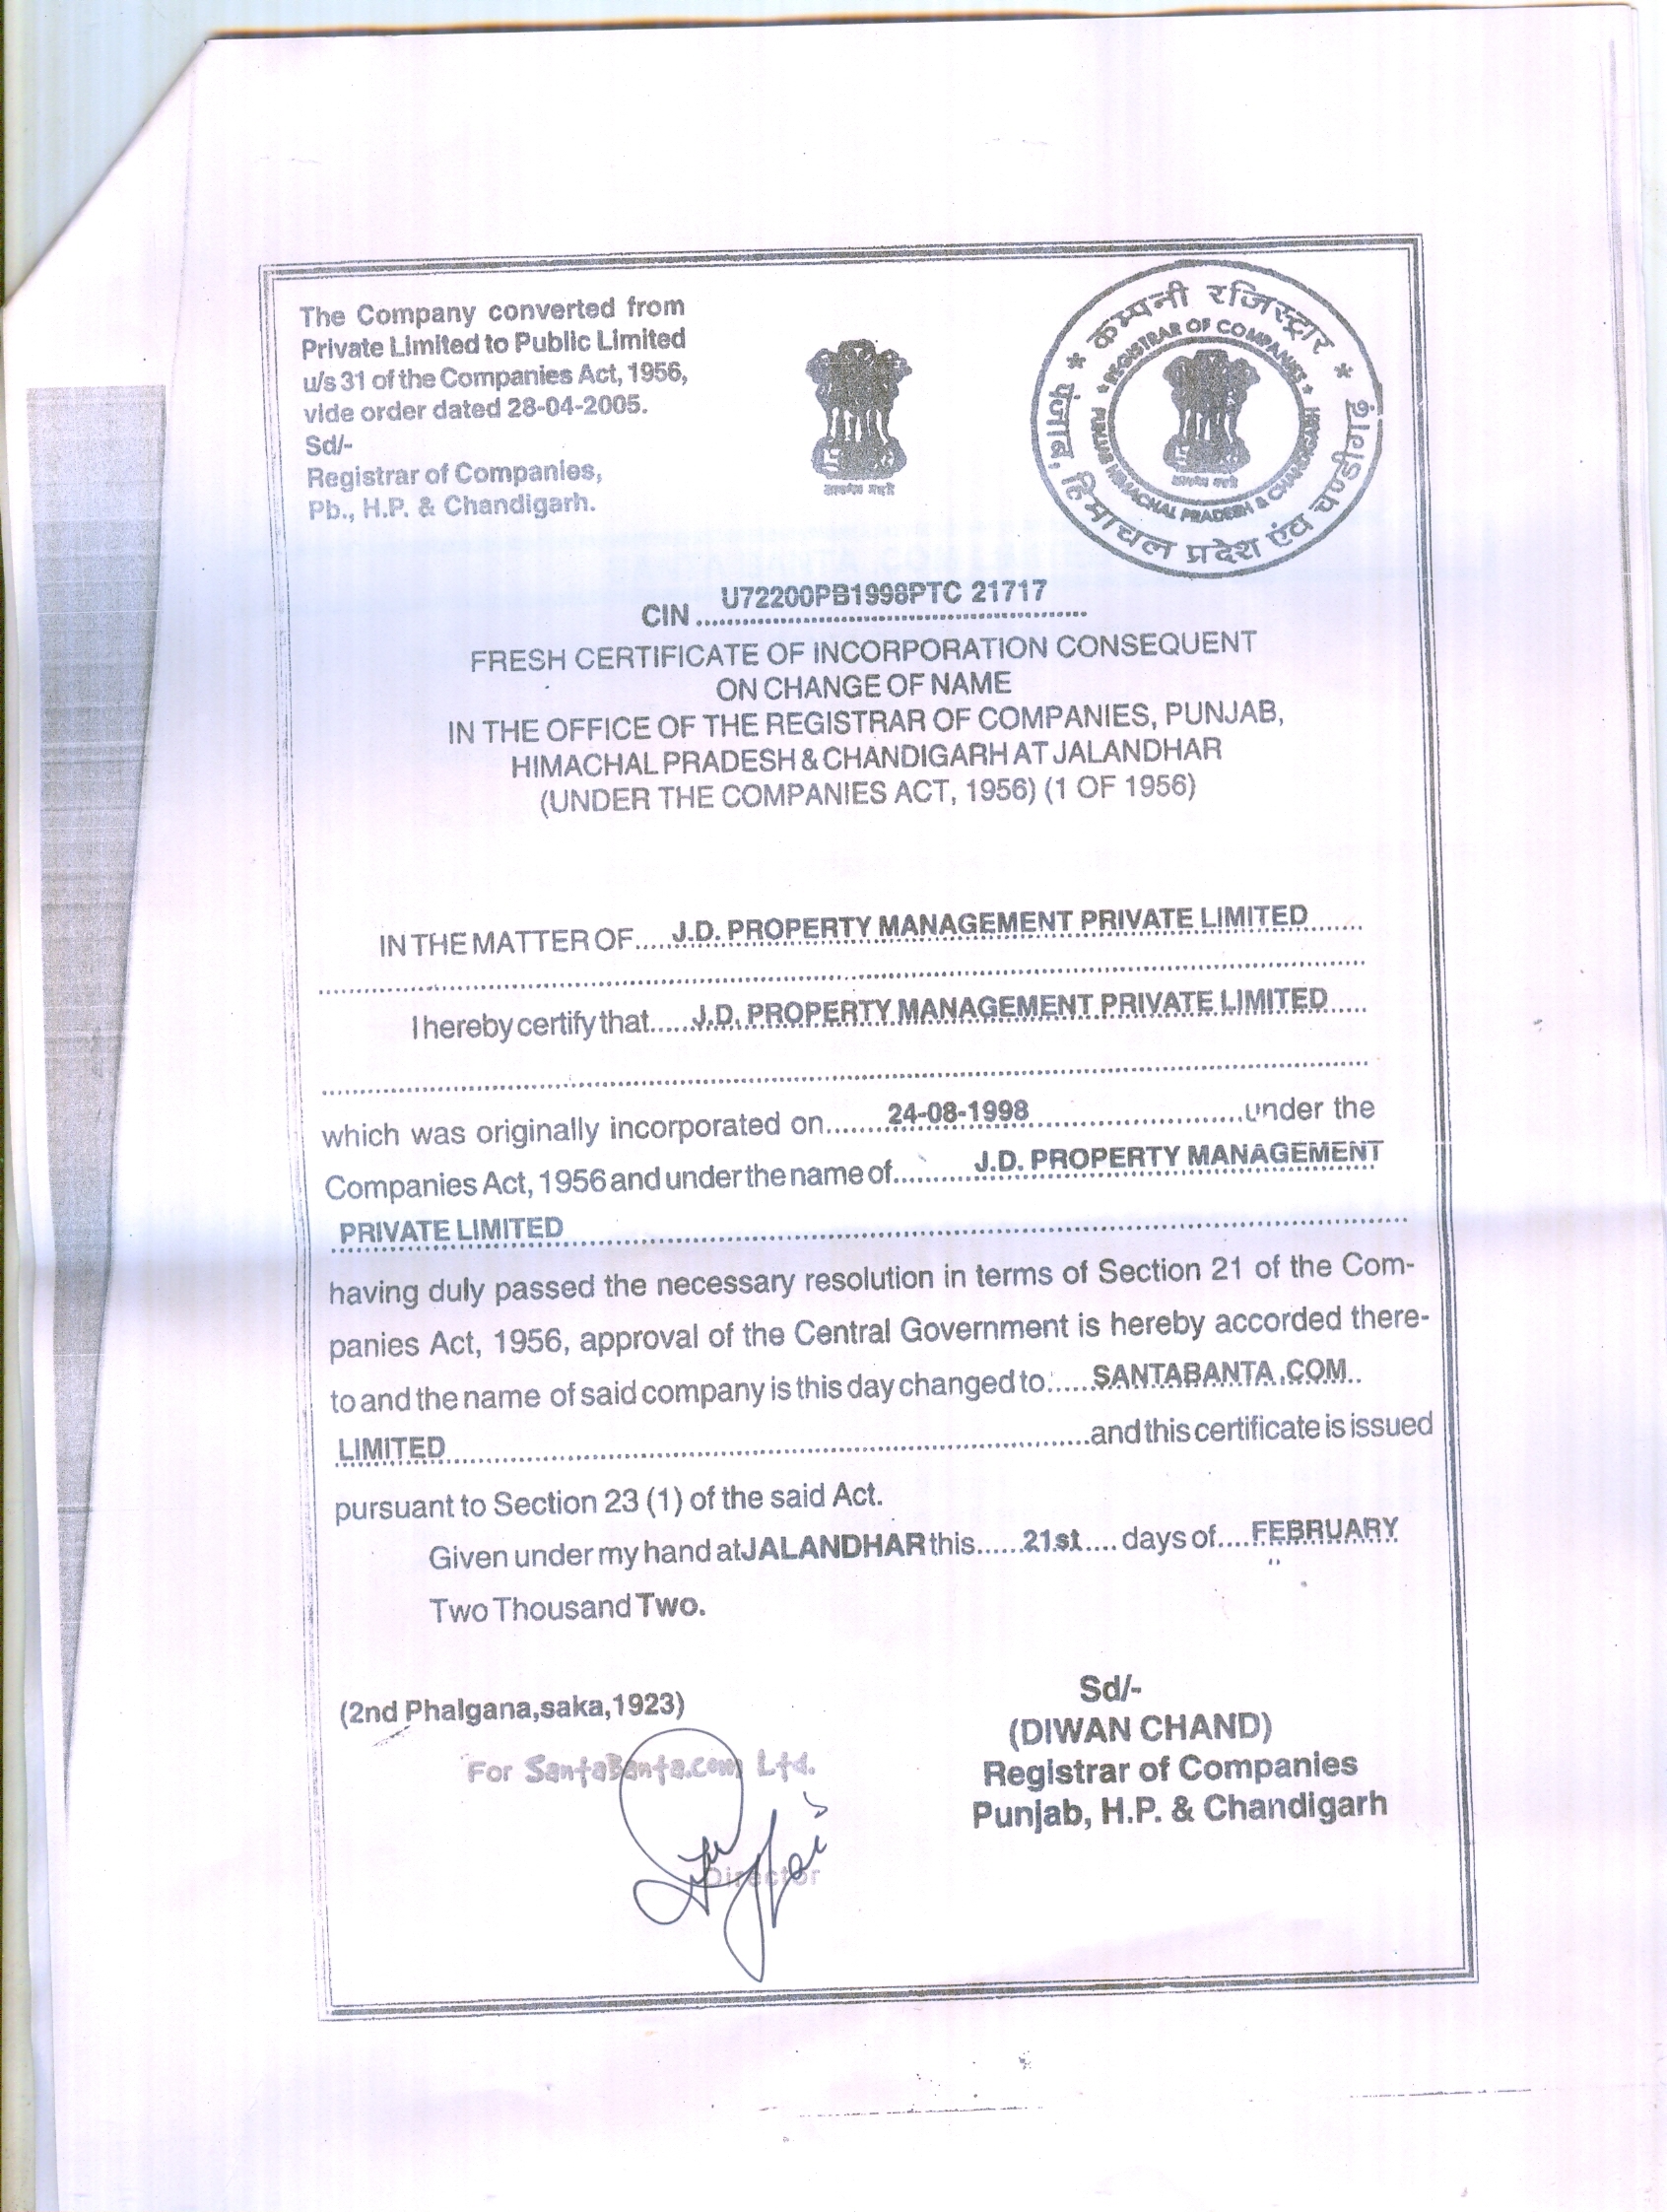 The Company converted from
Private Limited to Public Limited
u/s 31 of the Companies Act, 1956,
vide order dated 28-04-2005.
Sd/-
Registrar of Companies,
Pb., H.P. & Chandigarh.
सत्यमेव जयते
* कम्पनी रजिस्ट्रार *
पंजाब, हिमाचल प्रदेश एंव चण्डीगढ़
* REGISTRAR OF COMPANIES *
PUNJAB HIMACHAL PRADESH & CHANDIGARH
सत्यमेव जयते
CIN U72200PB1998PTC 21717
FRESH CERTIFICATE OF INCORPORATION CONSEQUENT
ON CHANGE OF NAME
IN THE OFFICE OF THE REGISTRAR OF COMPANIES, PUNJAB,
HIMACHAL PRADESH & CHANDIGARH AT JALANDHAR
(UNDER THE COMPANIES ACT, 1956) (1 OF 1956)
IN THE MATTER OF.....J.D. PROPERTY MANAGEMENT PRIVATE LIMITED.......
I hereby certify that.....J.D. PROPERTY MANAGEMENT PRIVATE LIMITED.....
which was originally incorporated on.......24-08-1998..........................under the
Companies Act, 1956 and under the name of..........J.D. PROPERTY MANAGEMENT
PRIVATE LIMITED
having duly passed the necessary resolution in terms of Section 21 of the Com-
panies Act, 1956, approval of the Central Government is hereby accorded there-
to and the name of said company is this day changed to......SANTABANTA.COM..
LIMITED..........and this certificate is issued
pursuant to Section 23 (1) of the said Act.
Given under my hand at JALANDHAR this......21st.... days of....FEBRUARY
Two Thousand Two.
(2nd Phalgana,saka,1923)
Sd/-
(DIWAN CHAND)
Registrar of Companies
Punjab, H.P. & Chandigarh
For SantaBanta.com Ltd.
Director